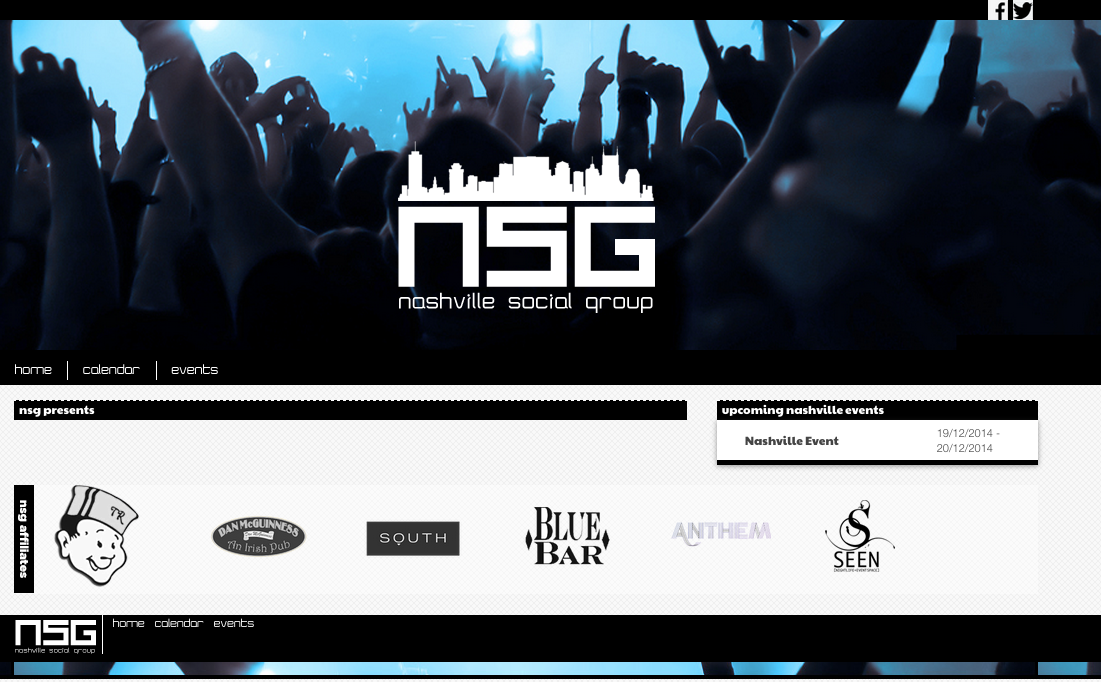 nsg
nashville social group
home
calendar
events
nsg presents
upcoming nashville events
Nashville Event
19/12/2014 -
20/12/2014
nsg affiliates
TR
DAN MCGUINNESS
An Irish Pub
SOUTH
BLUE
BAR
ANTHEM
S
SEEN
nsg
nashville social group
home calendar events